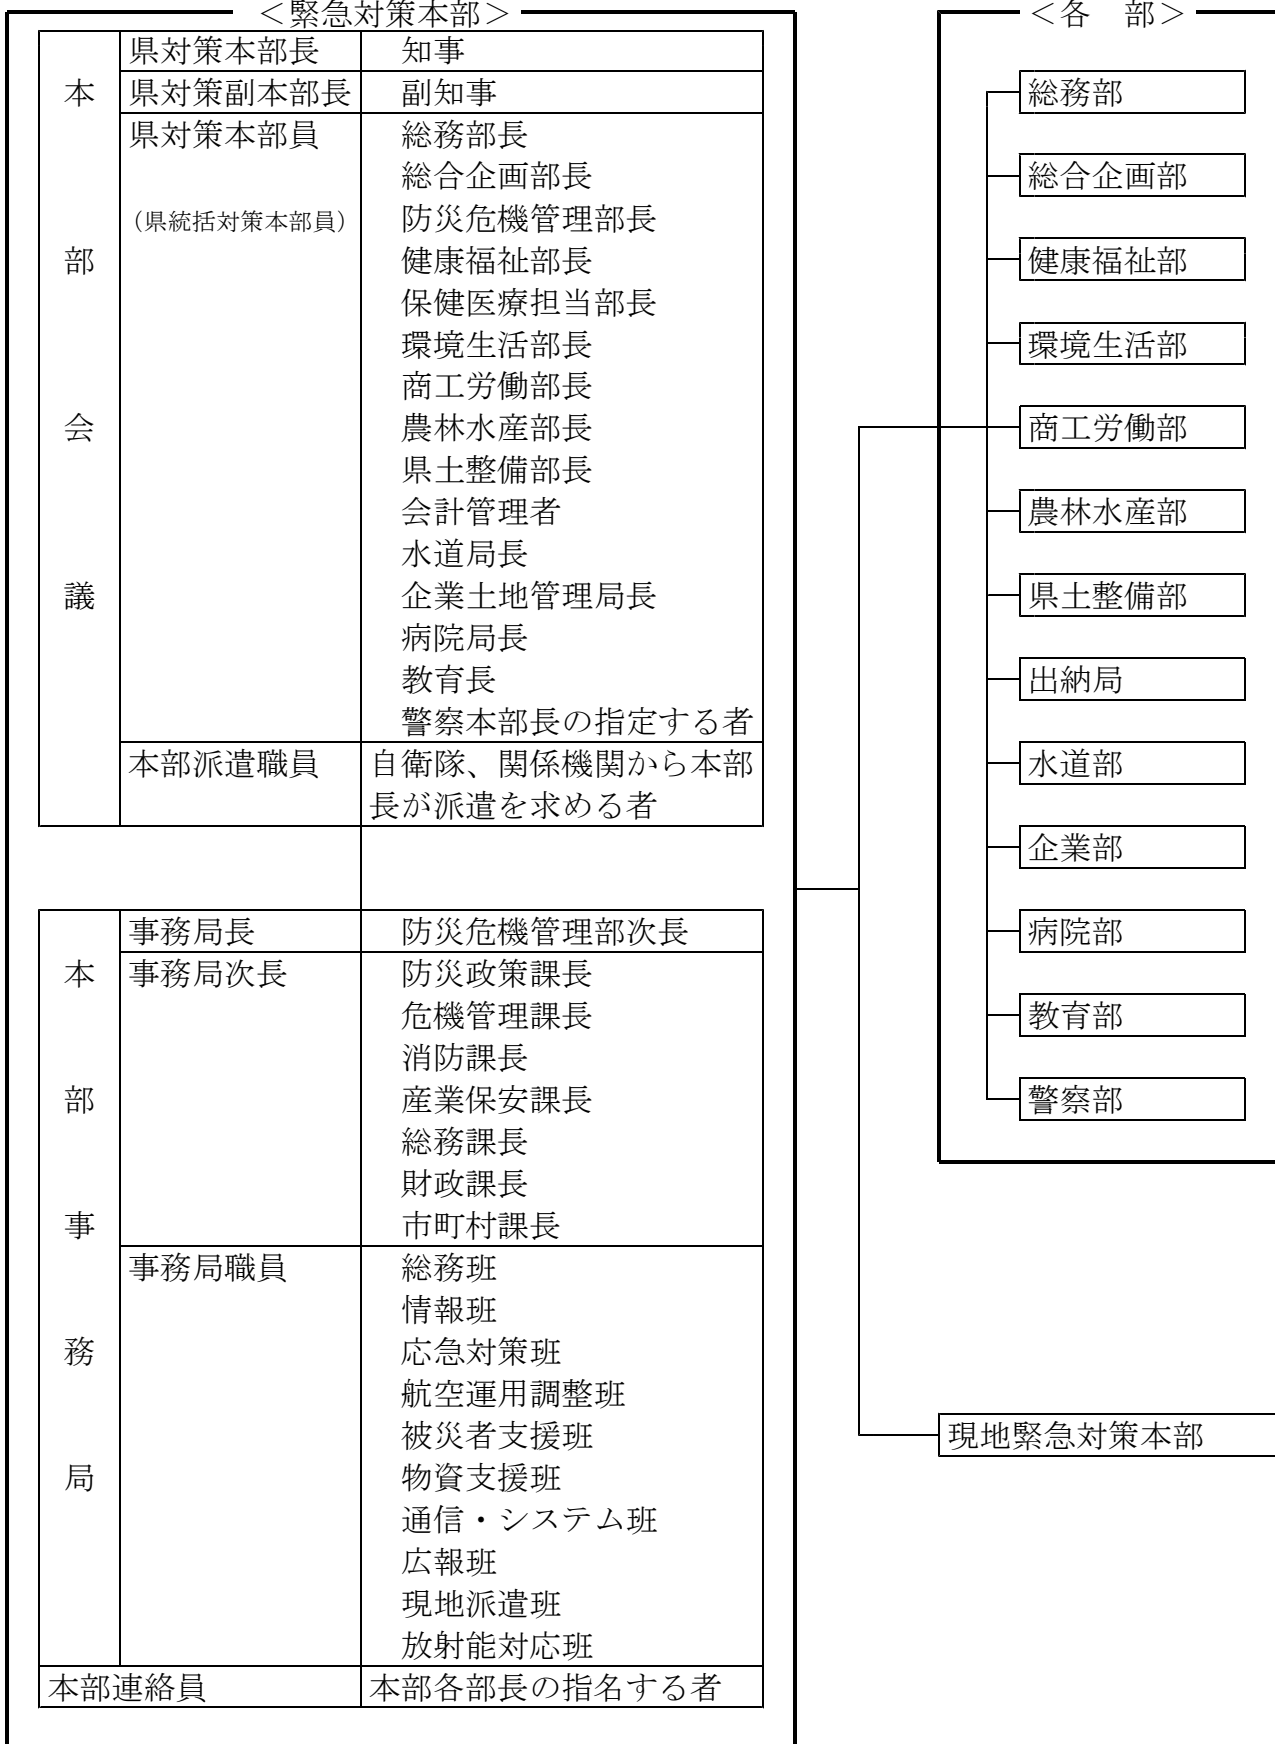 ＜緊急対策本部＞
本部会議
県対策本部長 知事
県対策副本部長 副知事
県対策本部員 総務部長
総合企画部長
（県統括対策本部員） 防災危機管理部長
健康福祉部長
保健医療担当部長
環境生活部長
商工労働部長
農林水産部長
県土整備部長
会計管理者
水道局長
企業土地管理局長
病院局長
教育長
警察本部長の指定する者
本部派遣職員 自衛隊、関係機関から本部
長が派遣を求める者
本部事務局
事務局長 防災危機管理部次長
事務局次長 防災政策課長
危機管理課長
消防課長
産業保安課長
総務課長
財政課長
市町村課長
事務局職員 総務班
情報班
応急対策班
航空運用調整班
被災者支援班
物資支援班
通信・システム班
広報班
現地派遣班
放射能対応班
本部連絡員 本部各部長の指名する者
＜各　部＞
総務部
総合企画部
健康福祉部
環境生活部
商工労働部
農林水産部
県土整備部
出納局
水道部
企業部
病院部
教育部
警察部
現地緊急対策本部